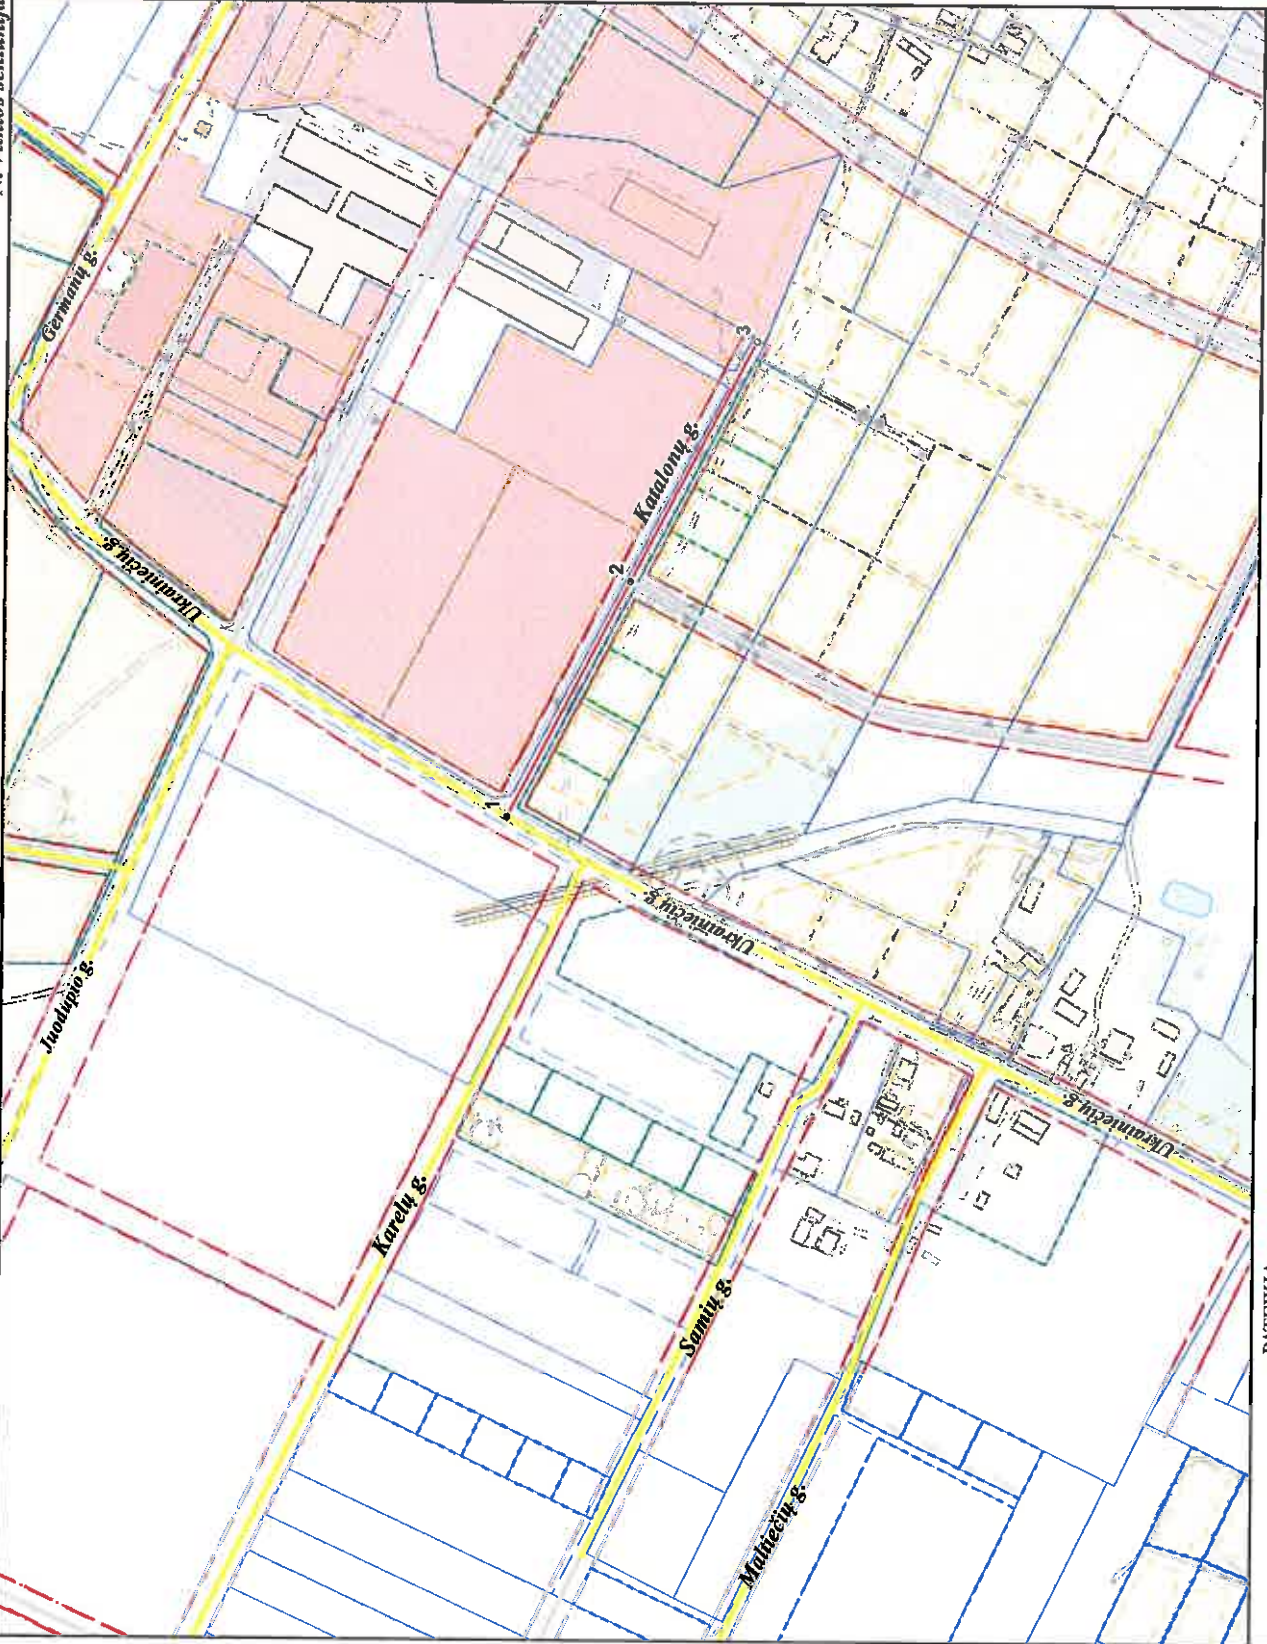 Germanų g.
Ukrainiečių g.
3
Katalonų g.
2
1
Ukrainiečių g.
Juodupio g.
Karelų g.
Ukrainiečių g.
Samių g.
Maltiečių g.